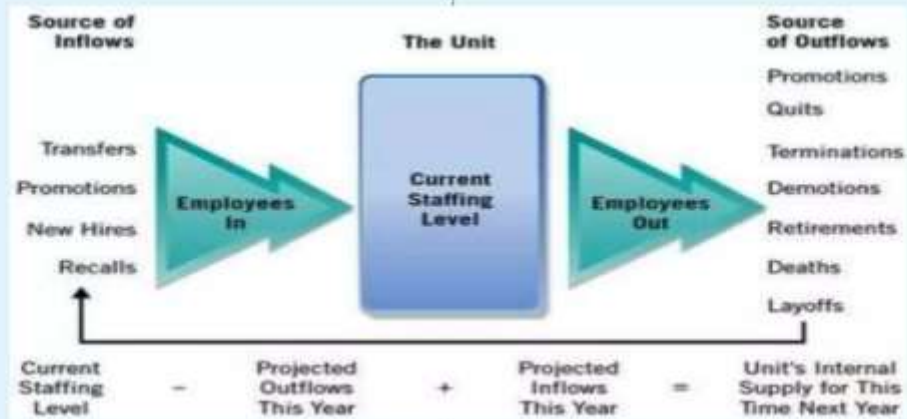 Source of
Inflows
The Unit
Source
of Outflows
Promotions
Quits
Transfers
Terminations
Promotions
Demotions
New Hires
Retirements
Recalls
Deaths
Layoffs
Employees
In
Current
Staffing
Level
Employees
Out
Current
Staffing
Level
–
Projected
Outflows
This Year
+
Projected
Inflows
This Year
=
Unit's Internal
Supply for This
Time Next Year